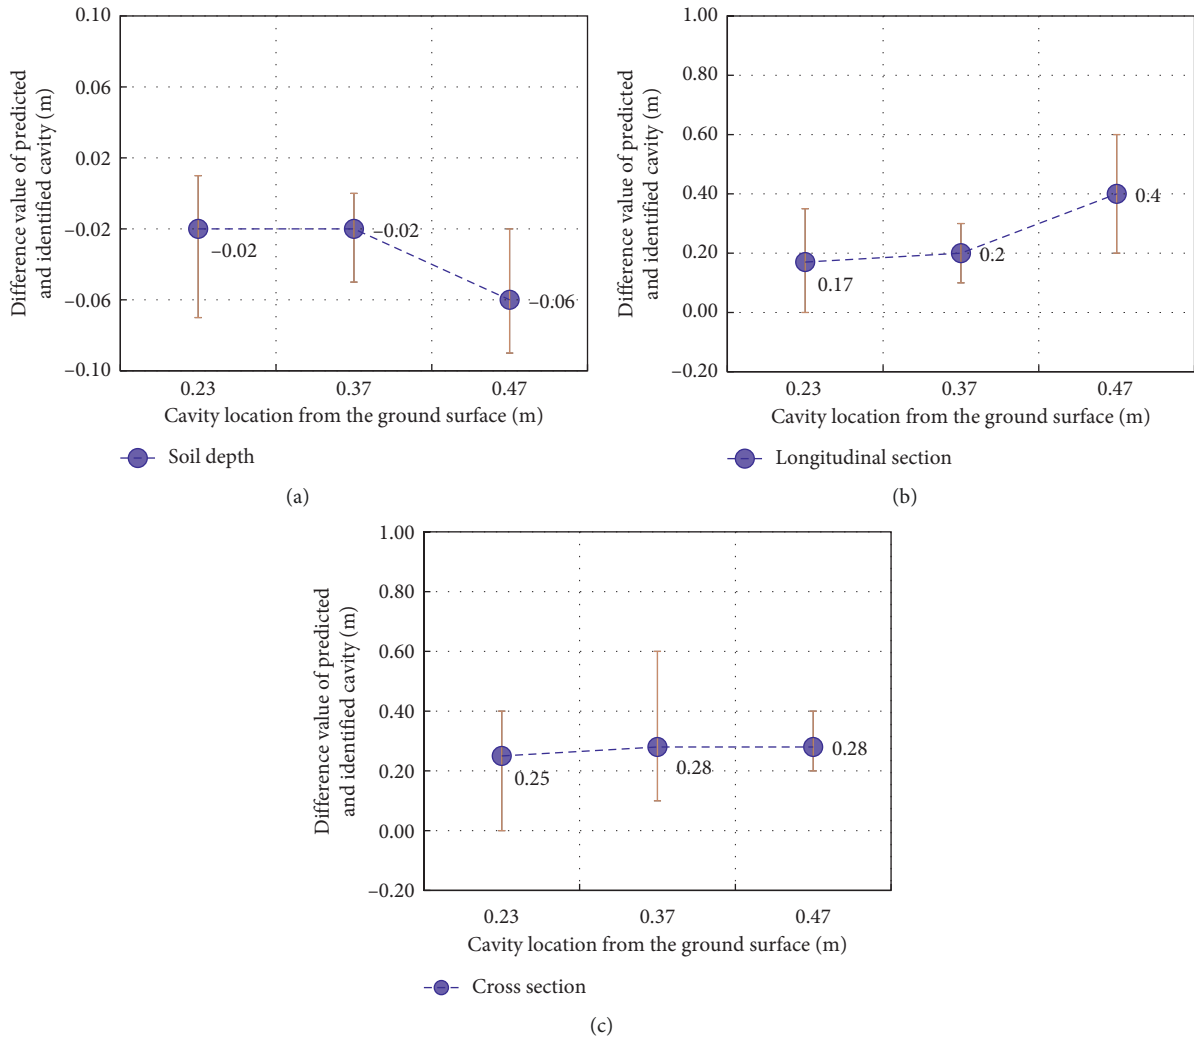 Difference value of predicted
and identified cavity (m)
0.10
0.06
0.02
−0.02
−0.06
−0.10
−0.02
−0.02
−0.06
0.23
0.37
0.47
Cavity location from the ground surface (m)
Soil depth
(a)
Difference value of predicted
and identified cavity (m)
1.00
0.80
0.60
0.40
0.20
0.00
−0.20
0.17
0.2
0.4
0.23
0.37
0.47
Cavity location from the ground surface (m)
Longitudinal section
(b)
Difference value of predicted
and identified cavity (m)
1.00
0.80
0.60
0.40
0.20
0.00
−0.20
0.25
0.28
0.28
0.23
0.37
0.47
Cavity location from the ground surface (m)
Cross section
(c)